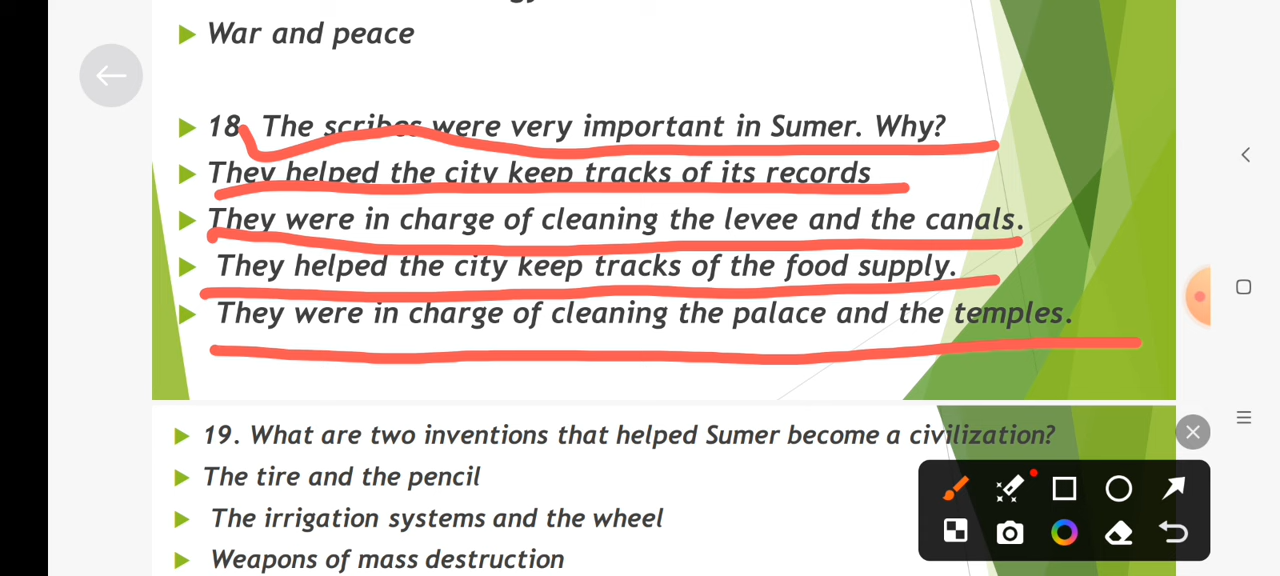 War and peace
18. The scribes were very important in Sumer. Why?
They helped the city keep tracks of its records
They were in charge of cleaning the levee and the canals.
They helped the city keep tracks of the food supply.
They were in charge of cleaning the palace and the temples.
19. What are two inventions that helped Sumer become a civilization?
The tire and the pencil
The irrigation systems and the wheel
Weapons of mass destruction